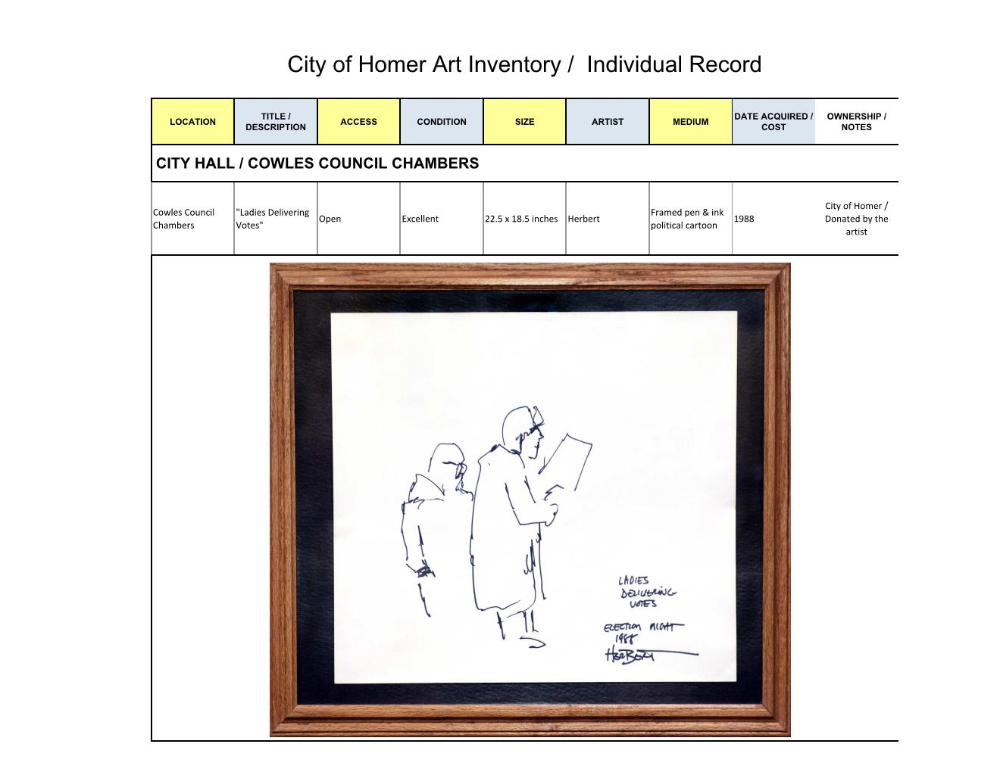 City of Homer Art Inventory /  Individual Record
LOCATION
TITLE /
DESCRIPTION
ACCESS
CONDITION
SIZE
ARTIST
MEDIUM
DATE ACQUIRED /
COST
OWNERSHIP /
NOTES
CITY HALL / COWLES COUNCIL CHAMBERS
Cowles Council
Chambers
"Ladies Delivering
Votes"
Open
Excellent
22.5 x 18.5 inches
Herbert
Framed pen & ink
political cartoon
1988
City of Homer /
Donated by the
artist
LADIES
DELIVERING
VOTES
ELECTION NIGHT
1988
HERBERT